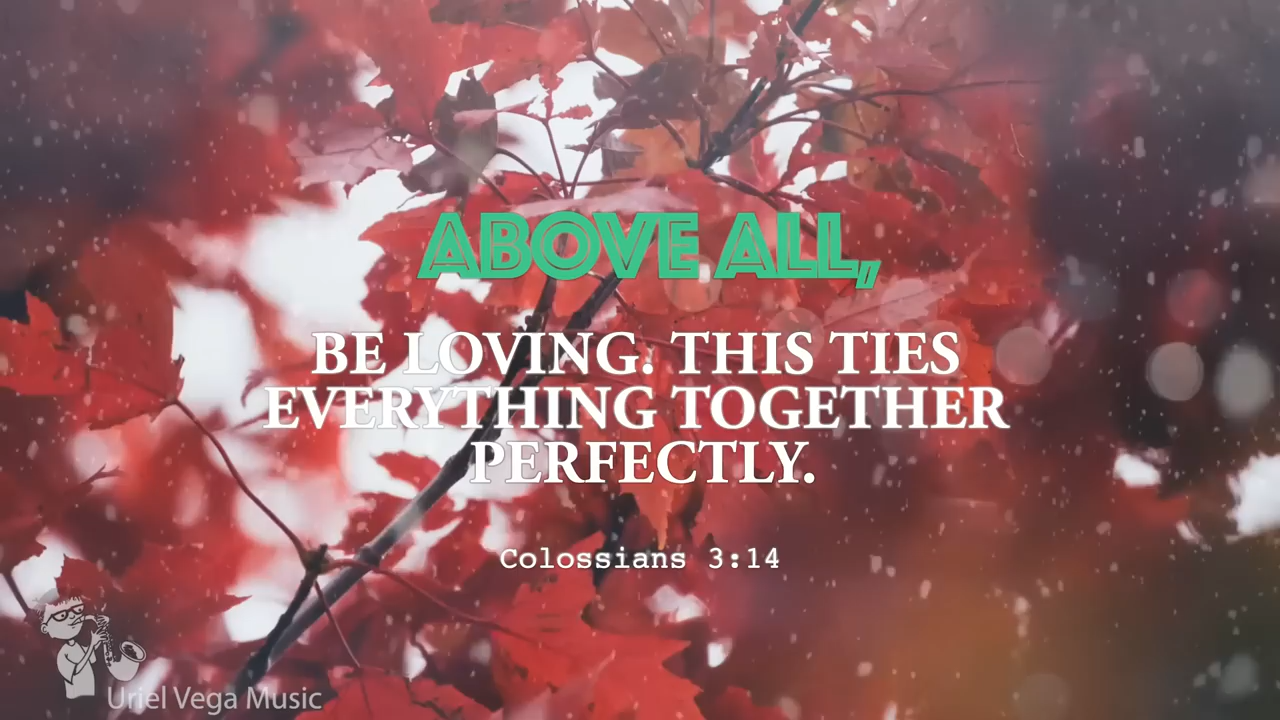 ABOVE ALL,
BE LOVING. THIS TIES
EVERYTHING TOGETHER
PERFECTLY.
Colossians 3:14
Uriel Vega Music